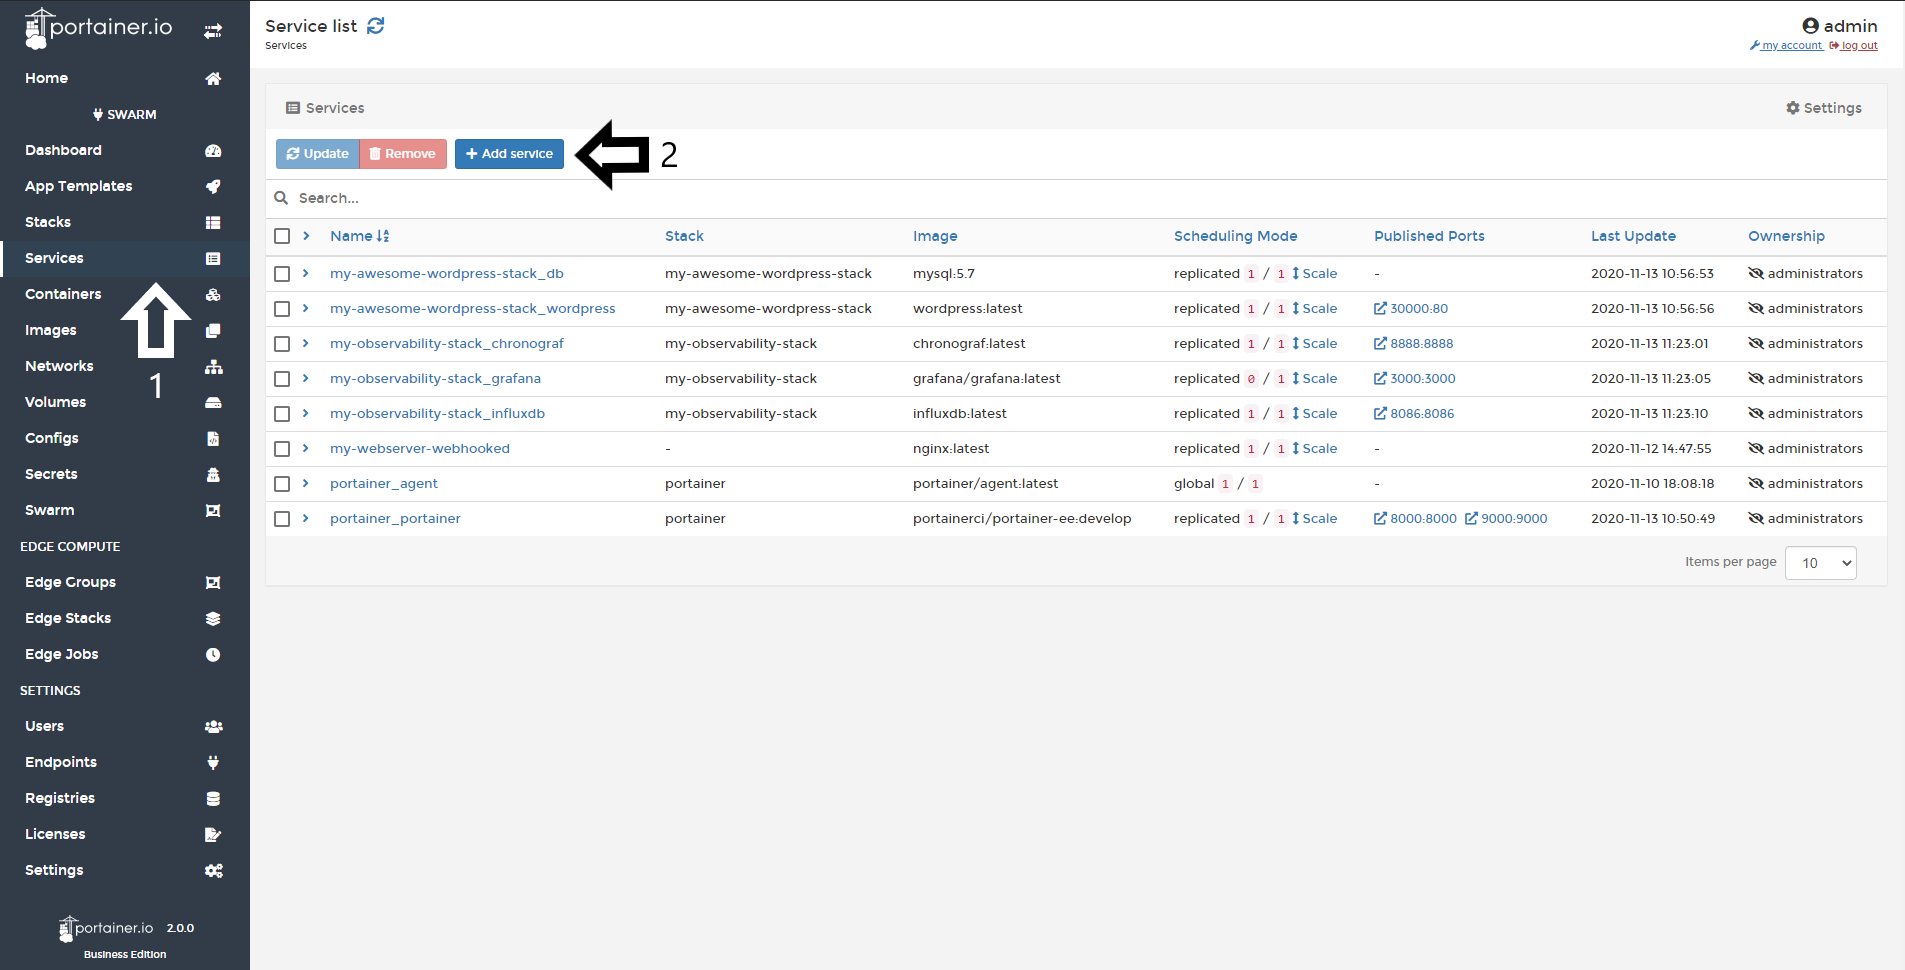 portainer.io
Home
SWARM
Dashboard
App Templates
Stacks
Services
Containers
Images
1
Networks
Volumes
Configs
Secrets
Swarm
EDGE COMPUTE
Edge Groups
Edge Stacks
Edge Jobs
SETTINGS
Users
Endpoints
Registries
Licenses
Settings
portainer.io 2.0.0
Business Edition
Service list
Services
admin
my account log out
Services Settings
Update Remove + Add service 2
Search...
Name Stack Image Scheduling Mode Published Ports Last Update Ownership
my-awesome-wordpress-stack_db my-awesome-wordpress-stack mysql:5.7 replicated 1 / 1 Scale - 2020-11-13 10:56:53 administrators
my-awesome-wordpress-stack_wordpress my-awesome-wordpress-stack wordpress:latest replicated 1 / 1 Scale 30000:80 2020-11-13 10:56:56 administrators
my-observability-stack_chronograf my-observability-stack chronograf:latest replicated 1 / 1 Scale 8888:8888 2020-11-13 11:23:01 administrators
my-observability-stack_grafana my-observability-stack grafana/grafana:latest replicated 0 / 1 Scale 3000:3000 2020-11-13 11:23:05 administrators
my-observability-stack_influxdb my-observability-stack influxdb:latest replicated 1 / 1 Scale 8086:8086 2020-11-13 11:23:10 administrators
my-webserver-webhooked - nginx:latest replicated 1 / 1 Scale - 2020-11-12 14:47:55 administrators
portainer_agent portainer portainer/agent:latest global 1 / 1 - 2020-11-10 18:08:18 administrators
portainer_portainer portainer portainerci/portainer-ee:develop replicated 1 / 1 Scale 8000:8000 9000:9000 2020-11-13 10:50:49 administrators
Items per page 10